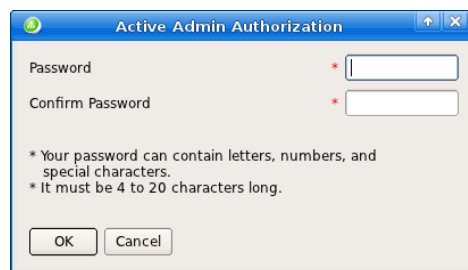 Active Admin Authorization
Password *
Confirm Password *
* Your password can contain letters, numbers, and
special characters.
* It must be 4 to 20 characters long.
OK Cancel